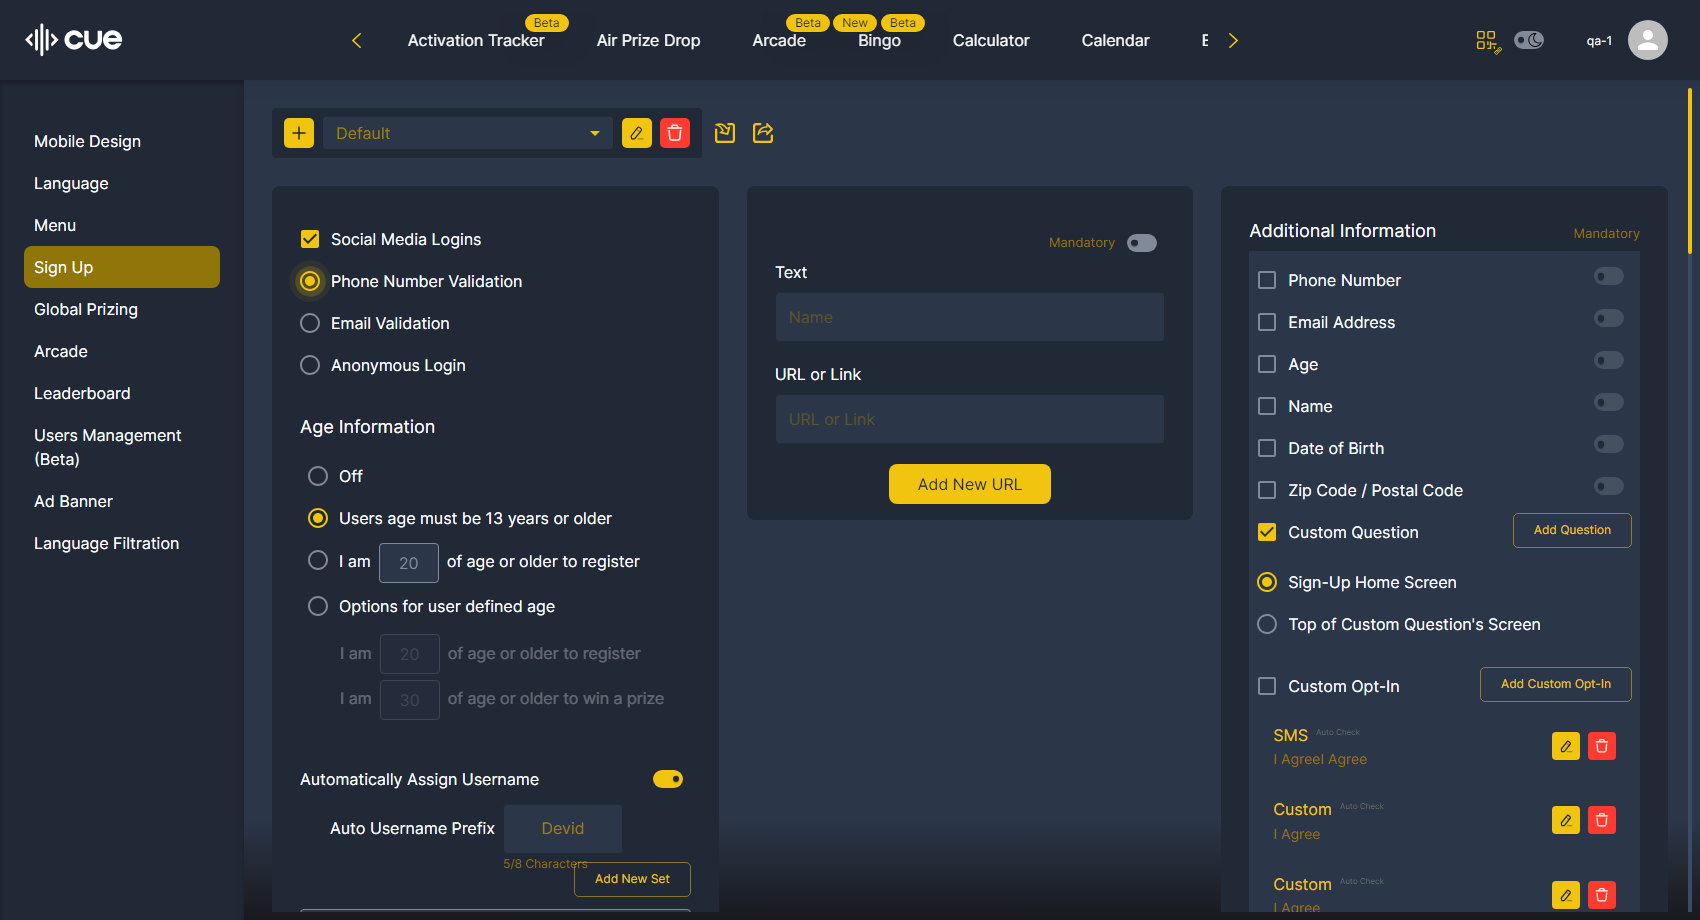 cue
Beta
Beta
New
Beta
Activation Tracker
Air Prize Drop
Arcade
Bingo
Calculator
Calendar
qa-1
Mobile Design
Language
Menu
Sign Up
Global Prizing
Arcade
Leaderboard
Users Management
(Beta)
Ad Banner
Language Filtration
Default
Social Media Logins
Phone Number Validation
Email Validation
Anonymous Login
Age Information
Off
Users age must be 13 years or older
I am 20 of age or older to register
Options for user defined age
I am 20 of age or older to register
I am 30 of age or older to win a prize
Automatically Assign Username
Auto Username Prefix Devid
5/8 Characters
Add New Set
Mandatory
Text
Name
URL or Link
URL or Link
Add New URL
Additional Information
Mandatory
Phone Number
Email Address
Age
Name
Date of Birth
Zip Code / Postal Code
Custom Question
Add Question
Sign-Up Home Screen
Top of Custom Question's Screen
Custom Opt-In
Add Custom Opt-In
SMS Auto Check
I AgreeI Agree
Custom Auto Check
I Agree
Custom Auto Check
I Agree